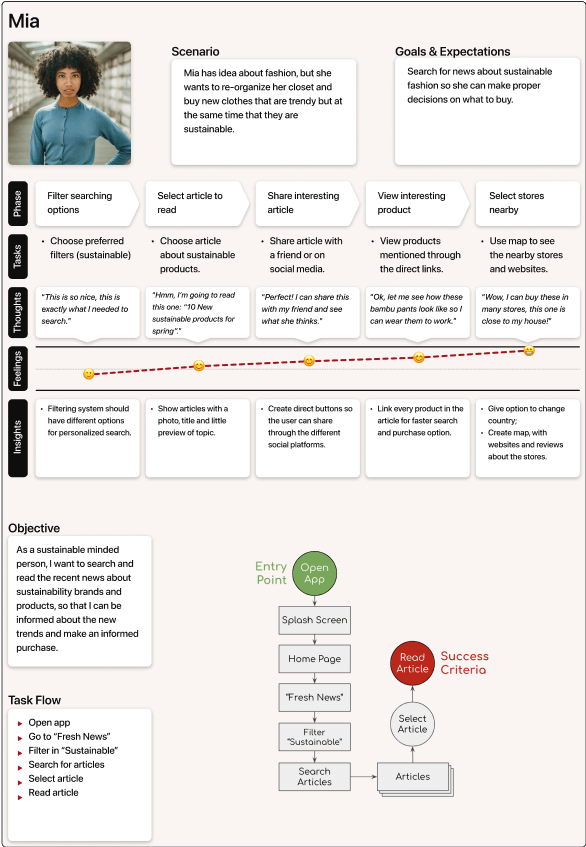 Mia
Scenario
Mia has idea about fashion, but she
wants to re-organize her closet and
buy new clothes that are trendy but at
the same time that they are
sustainable.
Goals & Expectations
Search for news about sustainable
fashion so she can make proper
decisions on what to buy.
Phase
Filter searching
options
Select article to
read
Share interesting
article
View interesting
product
Select stores
nearby
Tasks
• Choose preferred
filters (sustainable)
• Choose article
about sustainable
products.
• Share article with
a friend or on
social media.
• View products
mentioned through
the direct links.
• Use map to see
the nearby stores
and websites.
Thoughts
"This is so nice, this is
exactly what I needed to
search."
"Hmm, I'm going to read
this one: "10 New
sustainable products for
spring"."
"Perfect! I can share this
with my friend and see
what she thinks."
"Ok, let me see how these
bambu pants look like so I
can wear them to work."
"Wow, I can buy these in
many stores, this one is
close to my house!"
Feelings
Insights
• Filtering system should
have different options
for personalized search.
• Show articles with a
photo, title and little
preview of topic.
• Create direct buttons so
the user can share
through the different
social platforms.
• Link every product in the
article for faster search
and purchase option.
• Give option to change
country;
• Create map, with
websites and reviews
about the stores.
Objective
As a sustainable minded
person, I want to search and
read the recent news about
sustainability brands and
products, so that I can be
informed about the new
trends and make an informed
purchase.
Task Flow
Open app
Go to "Fresh News"
Filter in "Sustainable"
Search for articles
Select article
Read article
Entry
Point
Open
App
Splash Screen
Home Page
"Fresh News"
Filter
"Sustainable"
Search
Articles
Articles
Select
Article
Read
Article
Success
Criteria